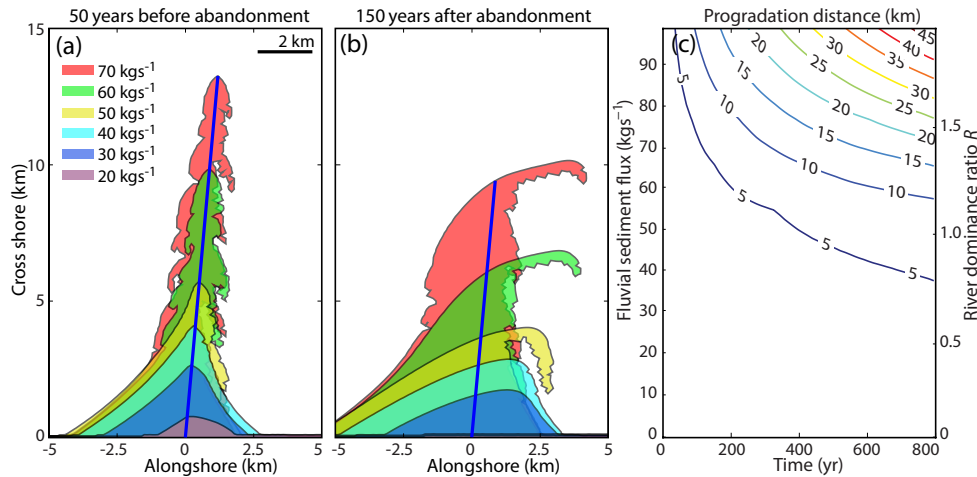 50 years before abandonment
150 years after abandonment
Progradation distance (km)
(a)
2 km
70 kgs-1
60 kgs-1
50 kgs-1
40 kgs-1
30 kgs-1
20 kgs-1
Cross shore (km)
15
10
5
0
-5
-2.5
0
2.5
5
Alongshore (km)
(b)
-2.5
0
2.5
5
Alongshore (km)
(c)
Fluvial sediment flux (kgs⁻¹)
90
80
70
60
50
40
30
20
10
0
0
200
400
600
800
Time (yr)
River dominance ratio R
1.5
1.0
0.5
0
5
5
5
5
10
10
10
15
15
15
20
20
20
25
25
30
30
35
40
45